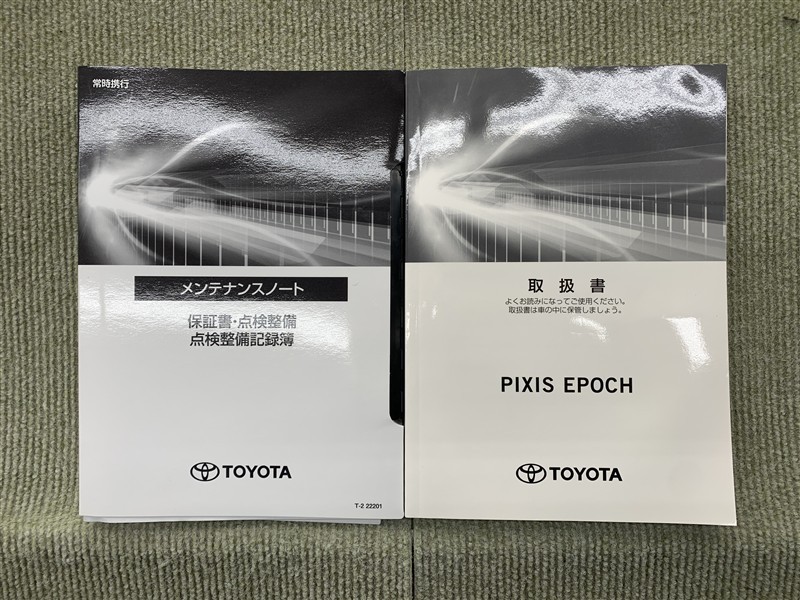 常時携行
メンテナンスノート
保証書・点検整備
点検整備記録簿
TOYOTA
T-2 22201
取扱書
よくお読みになってご使用ください。
取扱書は車の中に保管しましょう。
PIXIS EPOCH
TOYOTA